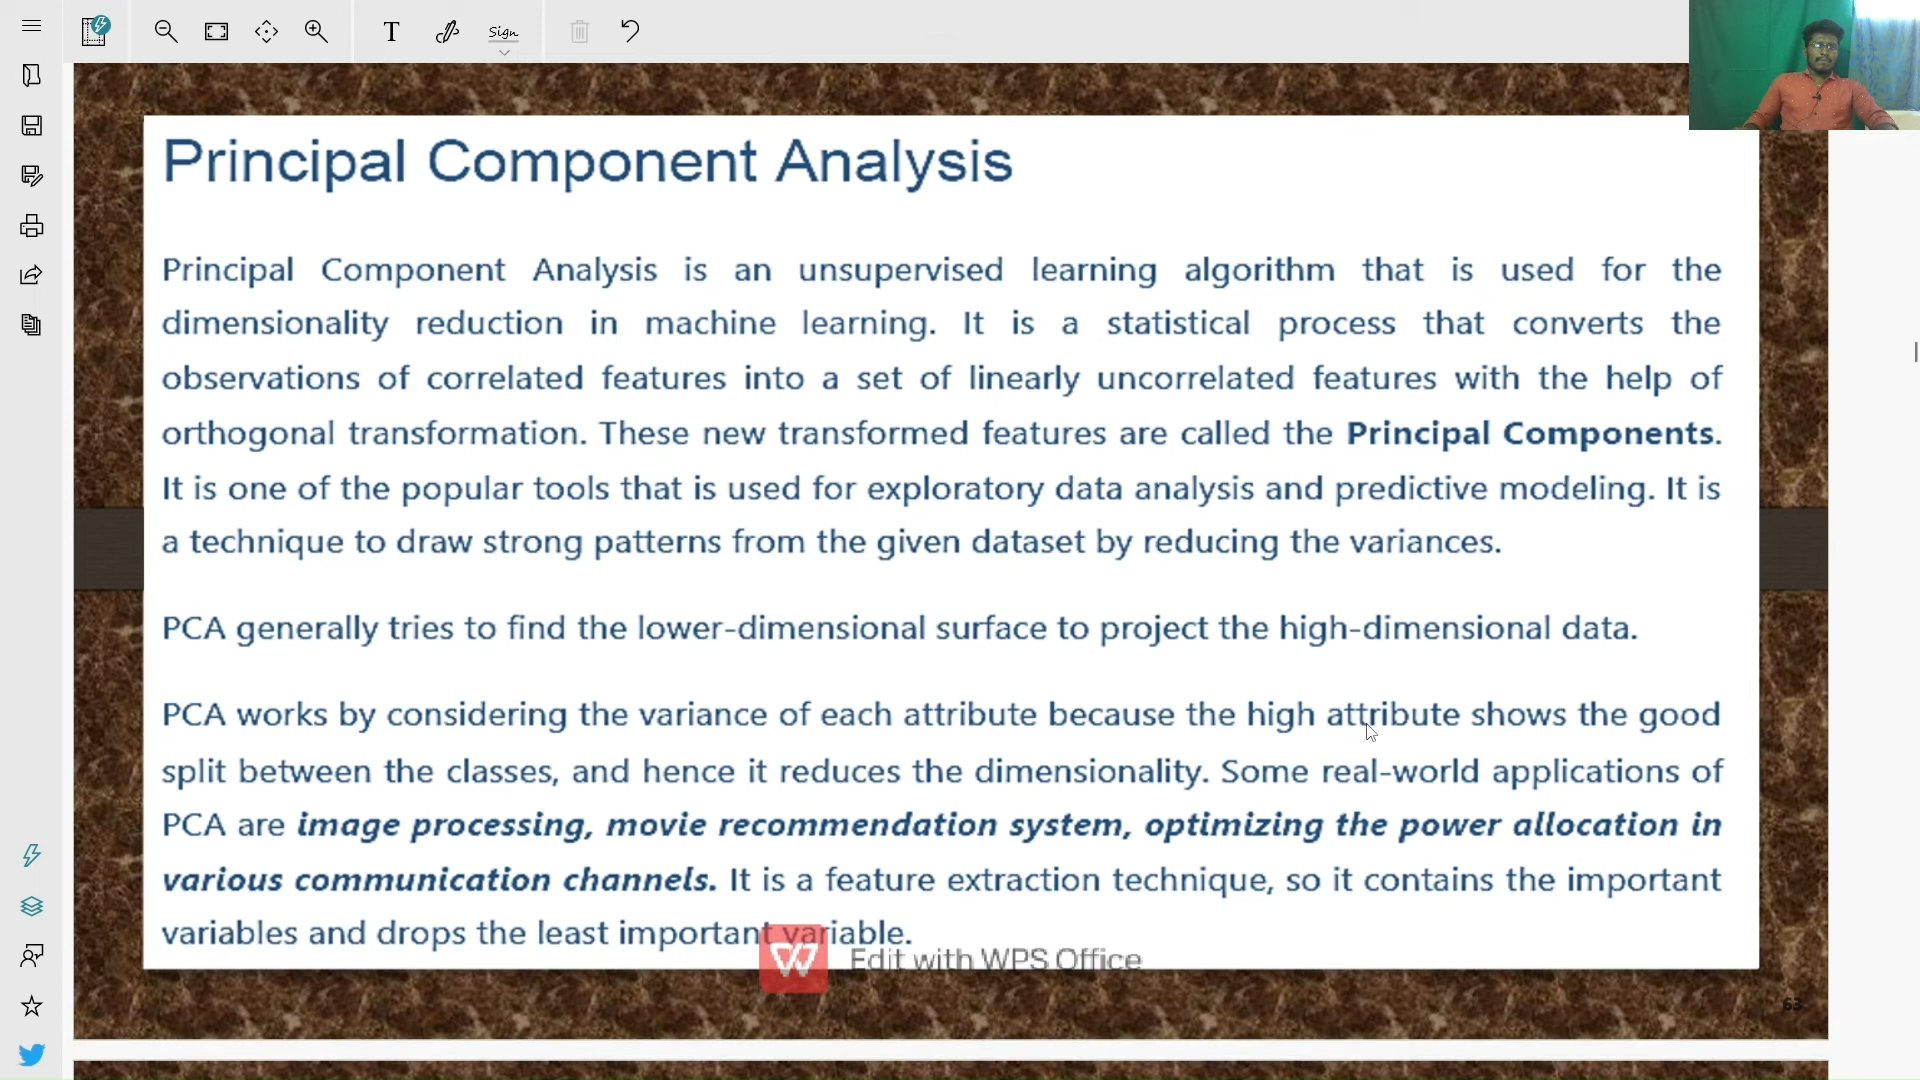 T
Sign
Principal Component Analysis
Principal Component Analysis is an unsupervised learning algorithm that is used for the
dimensionality reduction in machine learning. It is a statistical process that converts the
observations of correlated features into a set of linearly uncorrelated features with the help of
orthogonal transformation. These new transformed features are called the Principal Components.
It is one of the popular tools that is used for exploratory data analysis and predictive modeling. It is
a technique to draw strong patterns from the given dataset by reducing the variances.
PCA generally tries to find the lower-dimensional surface to project the high-dimensional data.
PCA works by considering the variance of each attribute because the high attribute shows the good
split between the classes, and hence it reduces the dimensionality. Some real-world applications of
PCA are image processing, movie recommendation system, optimizing the power allocation in
various communication channels. It is a feature extraction technique, so it contains the important
variables and drops the least important variable.
Edit with WPS Office
63